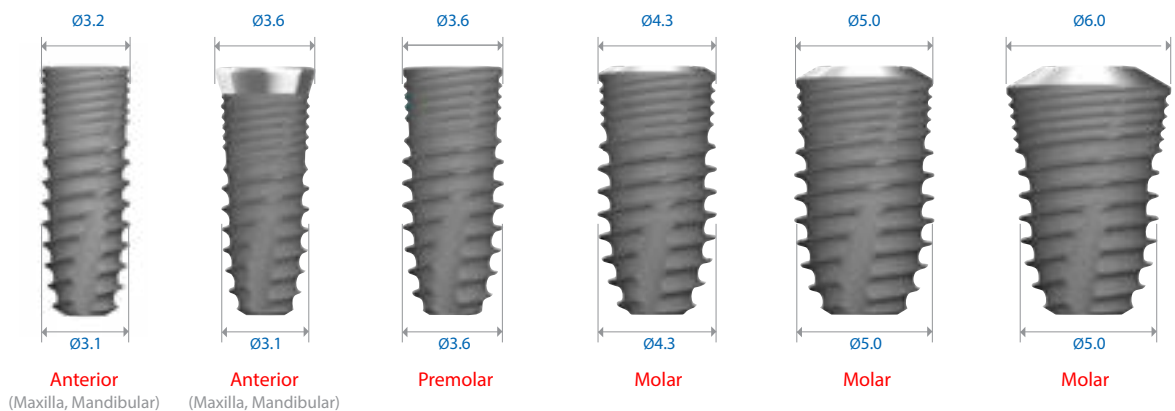 Ø3.2 Ø3.6 Ø3.6 Ø4.3 Ø5.0 Ø6.0
Ø3.1 Ø3.1 Ø3.6 Ø4.3 Ø5.0 Ø5.0
Anterior Anterior Premolar Molar Molar Molar
(Maxilla, Mandibular) (Maxilla, Mandibular)